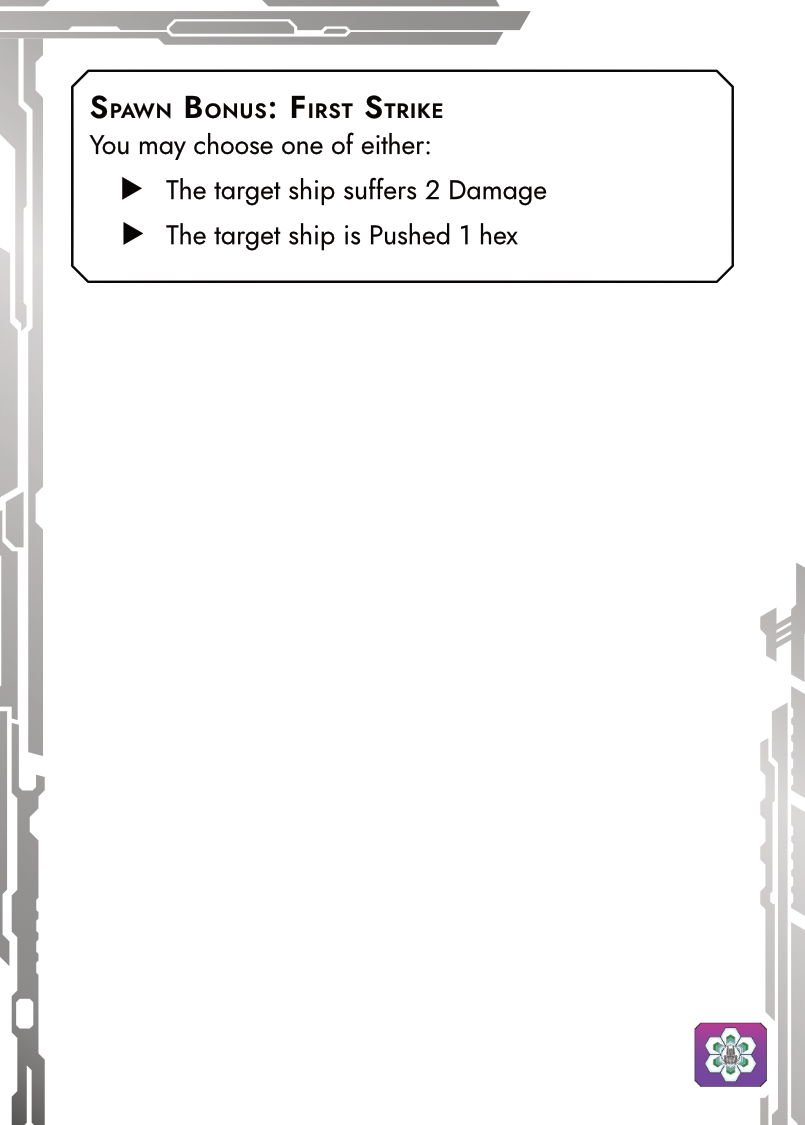 Spawn Bonus: First Strike
You may choose one of either:
▶ The target ship suffers 2 Damage
▶ The target ship is Pushed 1 hex